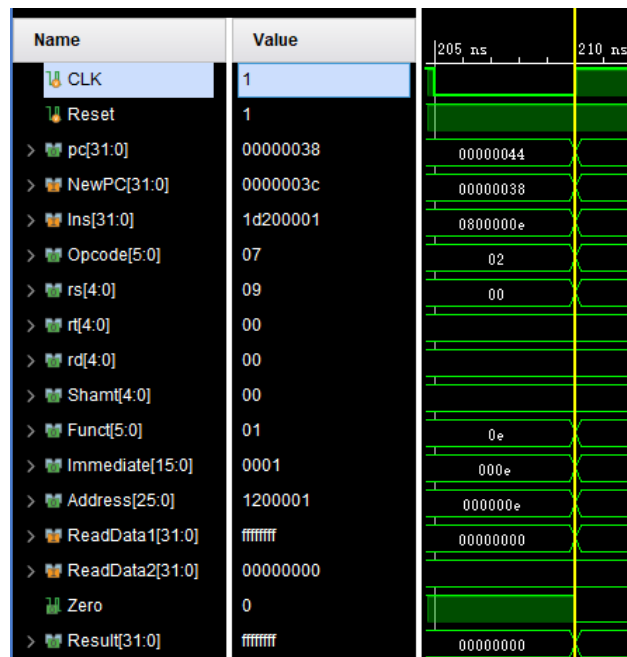 Name Value 205 ns 210 ns
CLK 1
Reset 1
pc[31:0] 00000038 00000044
NewPC[31:0] 0000003c 00000038
Ins[31:0] 1d200001 0800000e
Opcode[5:0] 07 02
rs[4:0] 09 00
rt[4:0] 00
rd[4:0] 00
Shamt[4:0] 00
Funct[5:0] 01 0e
Immediate[15:0] 0001 000e
Address[25:0] 1200001 000000e
ReadData1[31:0] ffffffff 00000000
ReadData2[31:0] 00000000
Zero 0
Result[31:0] ffffffff 00000000